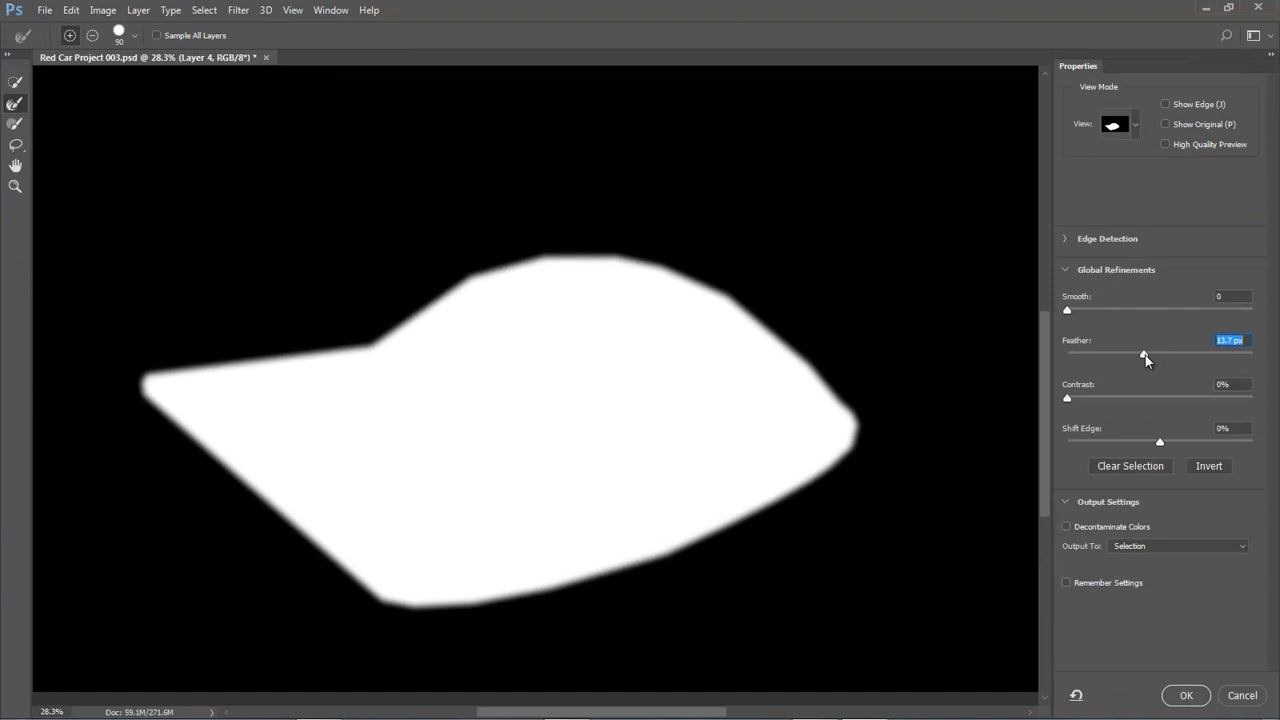 Ps File Edit Image Layer Type Select Filter 3D View Window Help
90 Sample All Layers
Red Car Project 003.psd @ 28.3% (Layer 4, RGB/8*) *
Properties
View Mode
View:
Show Edge (J)
Show Original (P)
High Quality Preview
Edge Detection
Global Refinements
Smooth: 0
Feather: 13.7 px
Contrast: 0%
Shift Edge: 0%
Clear Selection Invert
Output Settings
Decontaminate Colors
Output To: Selection
Remember Settings
OK Cancel
28.3% Doc: 59.1M/271.6M